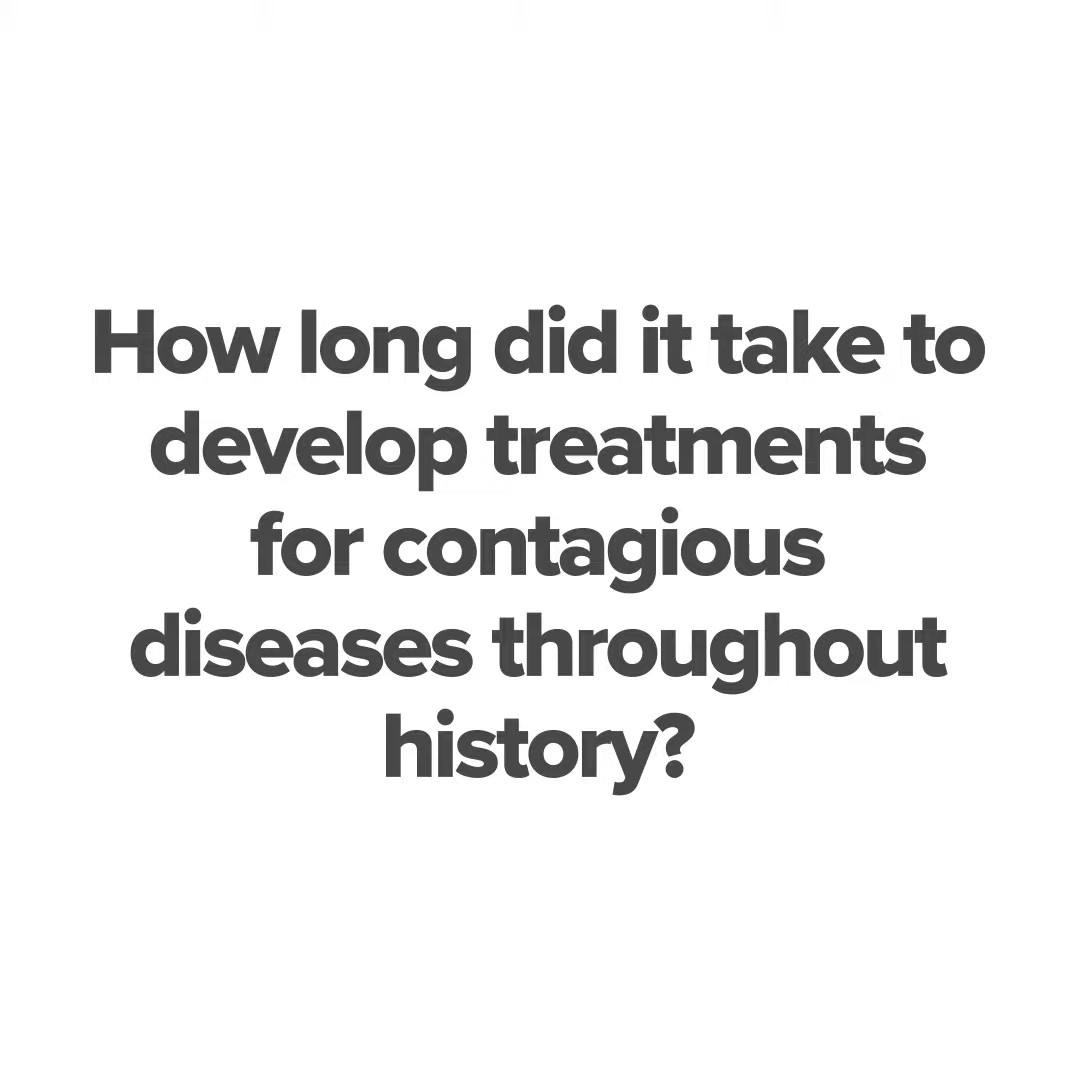 How long did it take to
develop treatments
for contagious
diseases throughout
history?